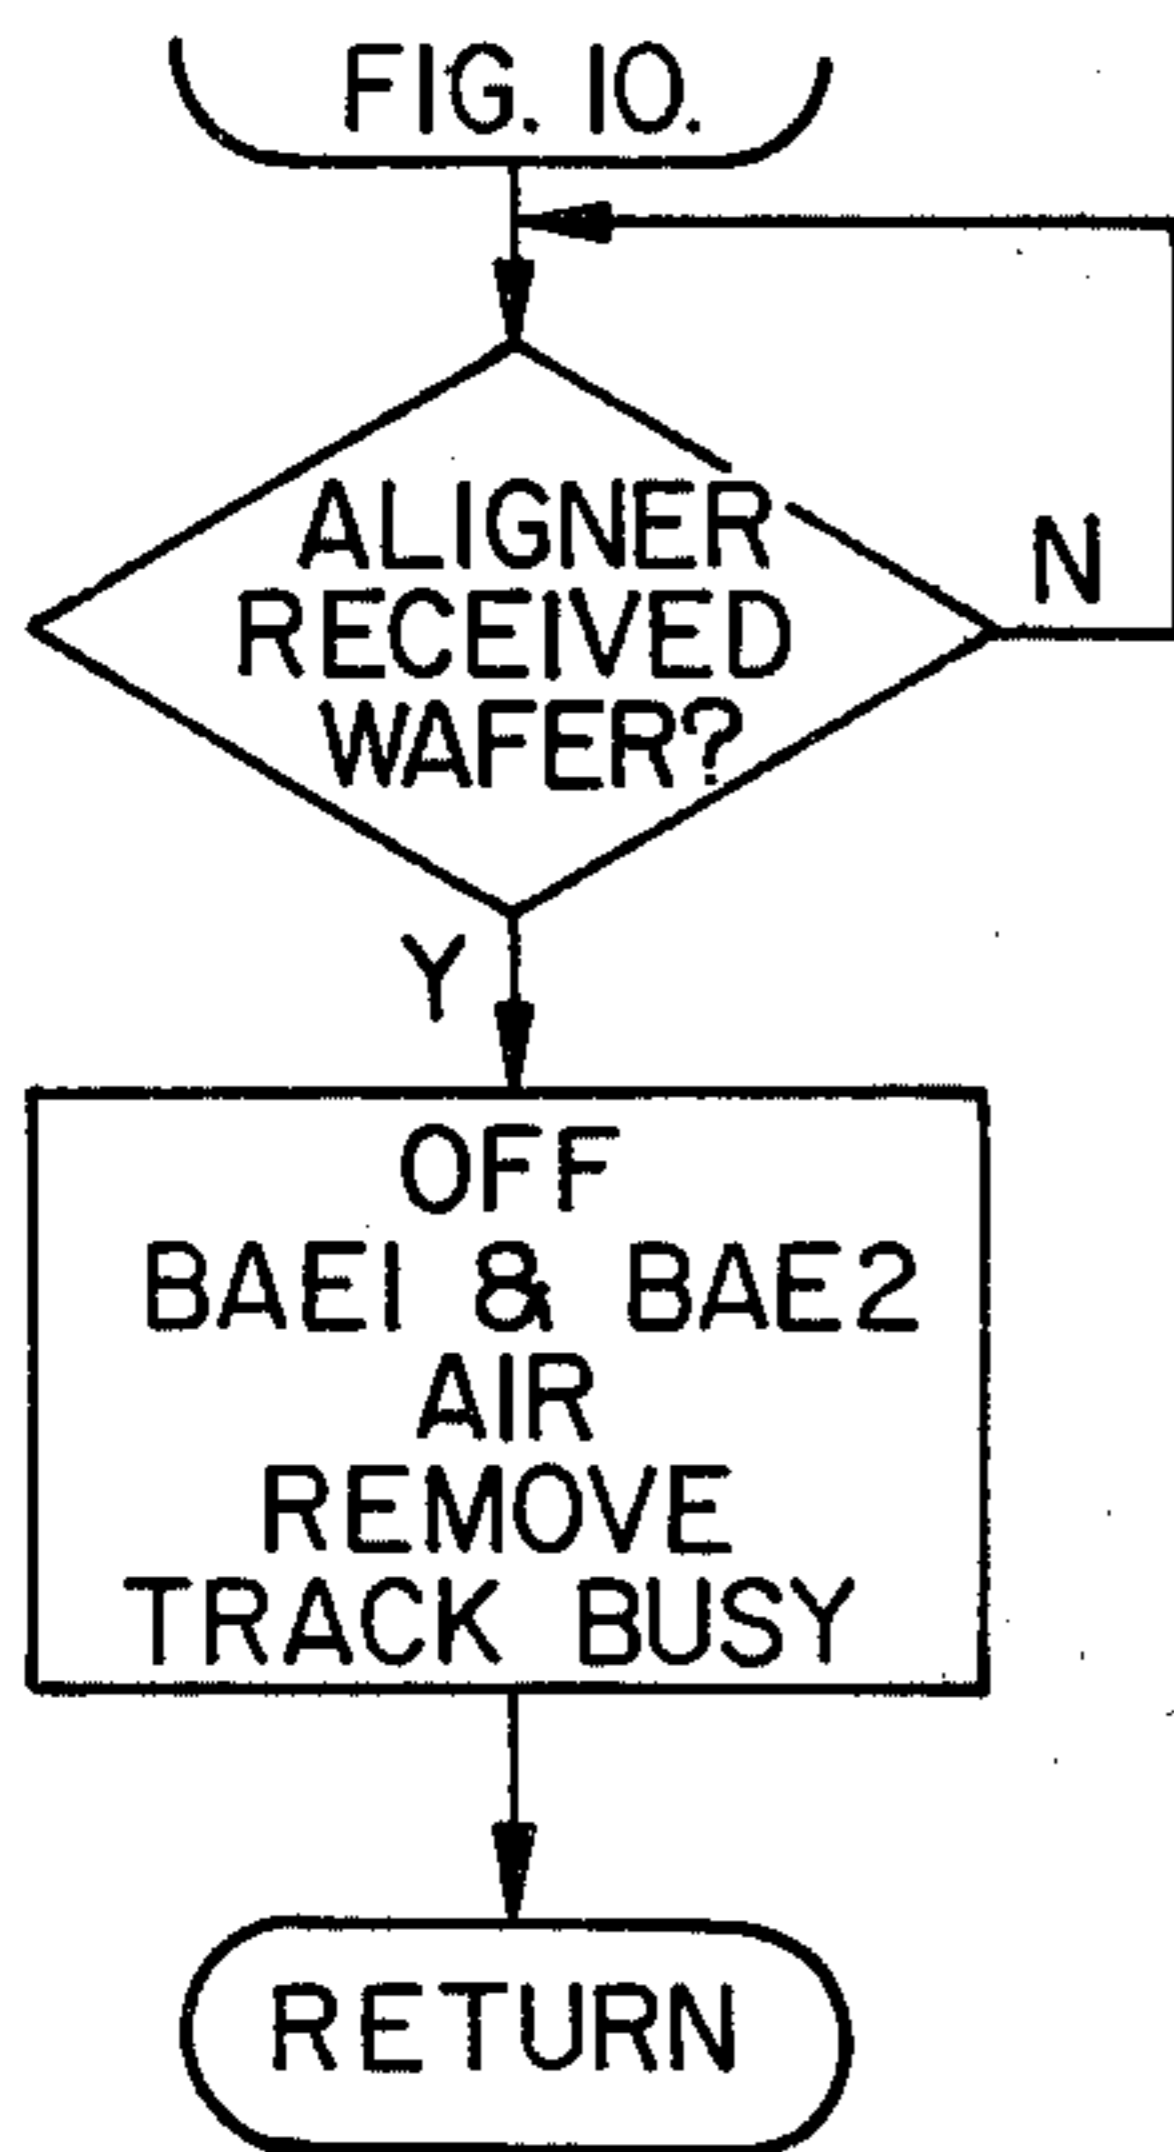 FIG. 10.
ALIGNER
RECEIVED
WAFER?
N
Y
OFF
BAE1 & BAE2
AIR
REMOVE
TRACK BUSY
RETURN